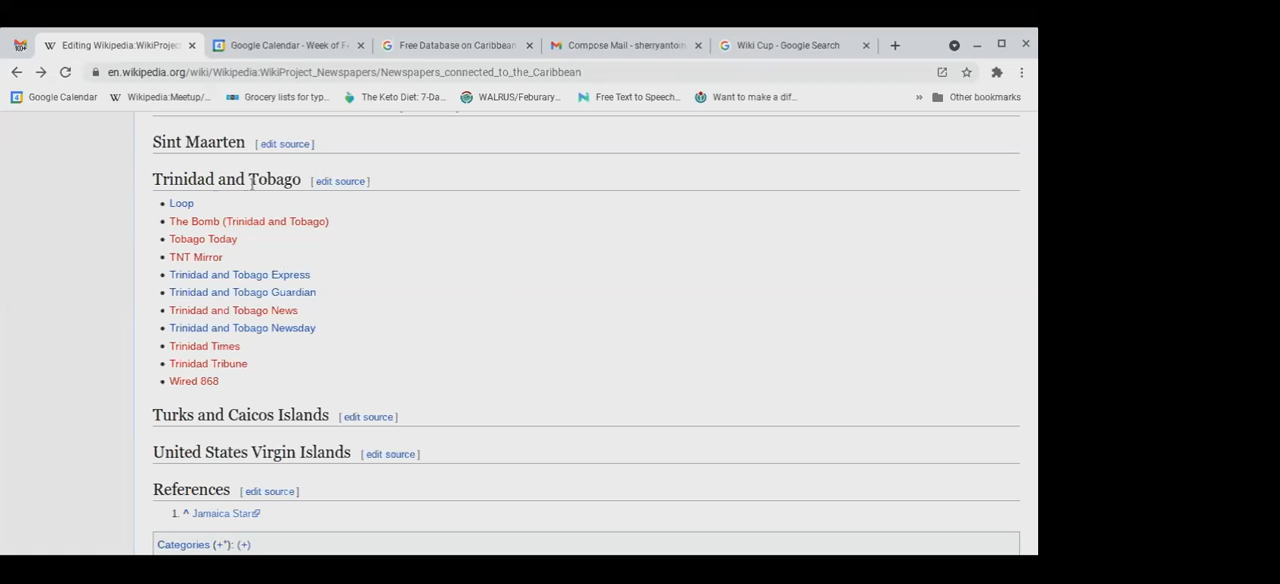 Editing Wikipedia:WikiProjec
Google Calendar - Week of F
Free Database on Caribbean
Compose Mail - sherryantoin
Wiki Cup - Google Search
en.wikipedia.org/wiki/Wikipedia:WikiProject_Newspapers/Newspapers_connected_to_the_Caribbean
Google Calendar
Wikipedia:Meetup/...
Grocery lists for typ...
The Keto Diet: 7-Da...
WALRUS/Feburary...
Free Text to Speech...
Want to make a dif...
»
Other bookmarks
Sint Maarten [ edit source ]
Trinidad and Tobago [ edit source ]
• Loop
• The Bomb (Trinidad and Tobago)
• Tobago Today
• TNT Mirror
• Trinidad and Tobago Express
• Trinidad and Tobago Guardian
• Trinidad and Tobago News
• Trinidad and Tobago Newsday
• Trinidad Times
• Trinidad Tribune
• Wired 868
Turks and Caicos Islands [ edit source ]
United States Virgin Islands [ edit source ]
References [ edit source ]
1. ^ Jamaica Star
Categories (+⁺): (+)